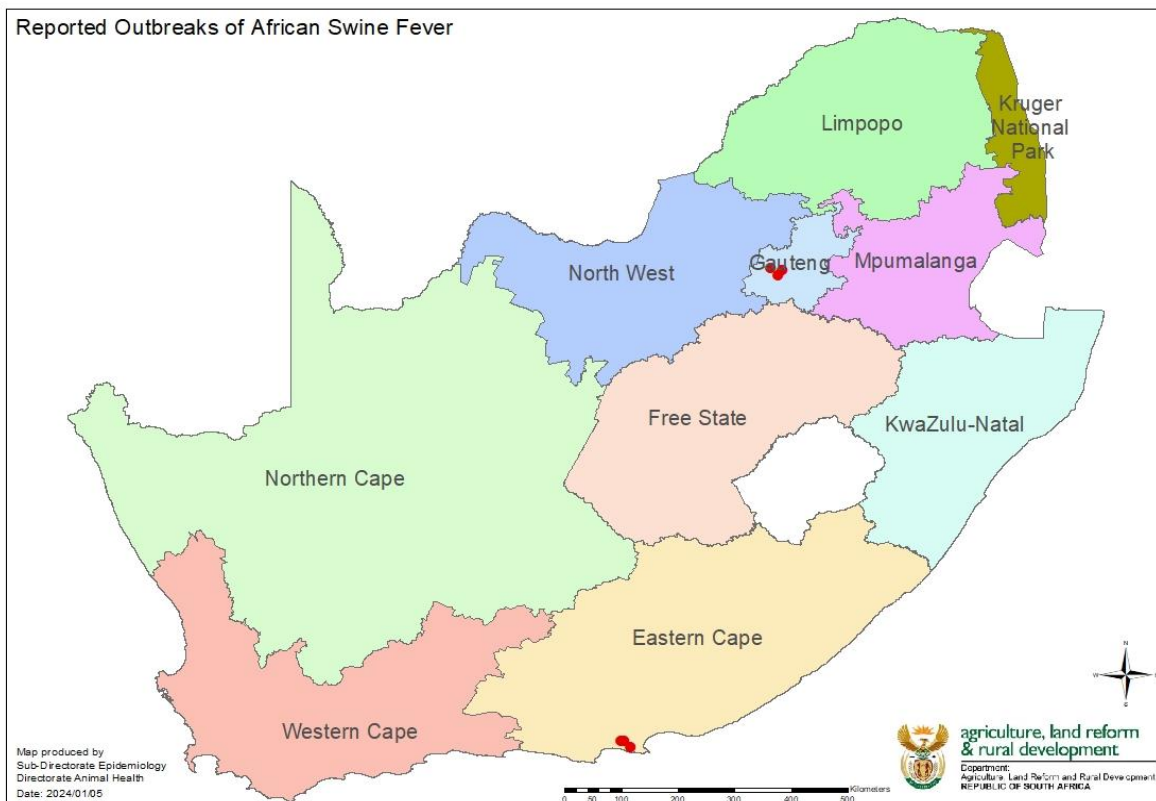 Reported Outbreaks of African Swine Fever
Limpopo
Kruger
National
Park
North West
Gauteng
Mpumalanga
Free State
KwaZulu-Natal
Northern Cape
Eastern Cape
Western Cape
N
W
S
Map produced by
Sub-Directorate Epidemiology
Directorate Animal Health
Date: 2024/01/05
Kilometers
0 50 100 200 300 400 500
agriculture, land reform
& rural development
Department:
Agriculture, Land Reform and Rural Development
REPUBLIC OF SOUTH AFRICA